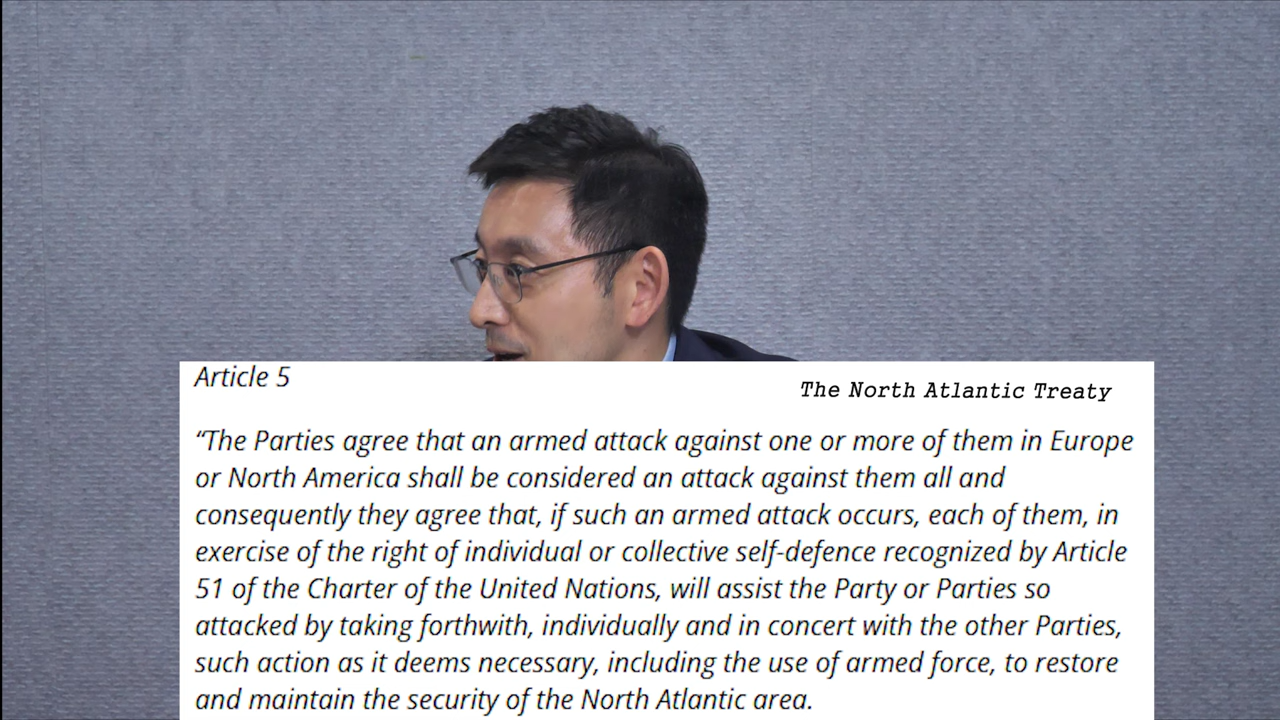 Article 5
The North Atlantic Treaty
“The Parties agree that an armed attack against one or more of them in Europe
or North America shall be considered an attack against them all and
consequently they agree that, if such an armed attack occurs, each of them, in
exercise of the right of individual or collective self-defence recognized by Article
51 of the Charter of the United Nations, will assist the Party or Parties so
attacked by taking forthwith, individually and in concert with the other Parties,
such action as it deems necessary, including the use of armed force, to restore
and maintain the security of the North Atlantic area.